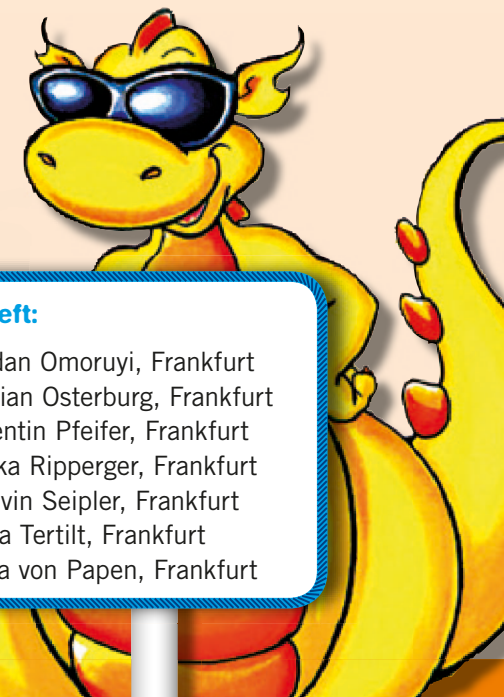 eft:
dan Omoruyi, Frankfurt
ian Osterburg, Frankfurt
entin Pfeifer, Frankfurt
ka Ripperger, Frankfurt
vin Seipler, Frankfurt
a Tertilt, Frankfurt
a von Papen, Frankfurt